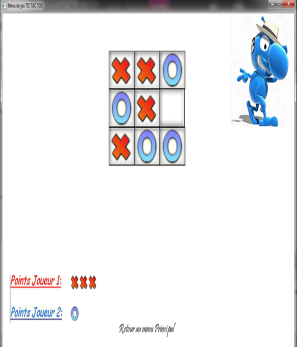 Menu de jeu TIC TAC TOE
Points Joueur 1:
Points Joueur 2:
Retour au menu Principal